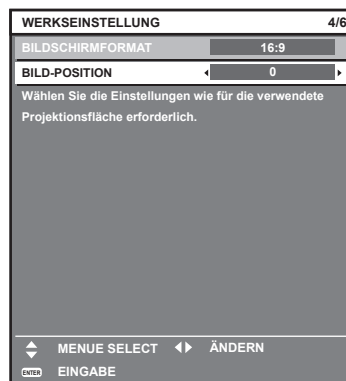 WERKSEINSTELLUNG 4/6
BILDSCHIRMFORMAT 16:9
BILD-POSITION 0
Wählen Sie die Einstellungen wie für die verwendete
Projektionsfläche erforderlich.
MENUE SELECT ÄNDERN
ENTER EINGABE